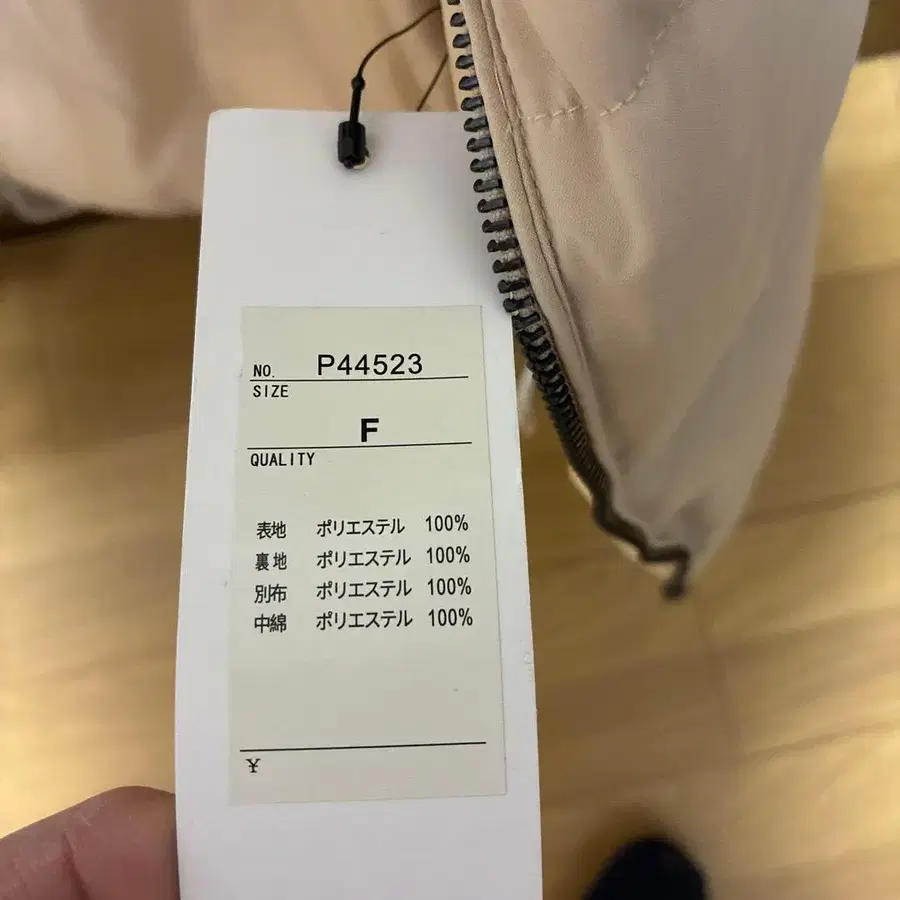 NO. P44523
SIZE
F
QUALITY
表地 ポリエステル 100%
裏地 ポリエステル 100%
別布 ポリエステル 100%
中綿 ポリエステル 100%
¥